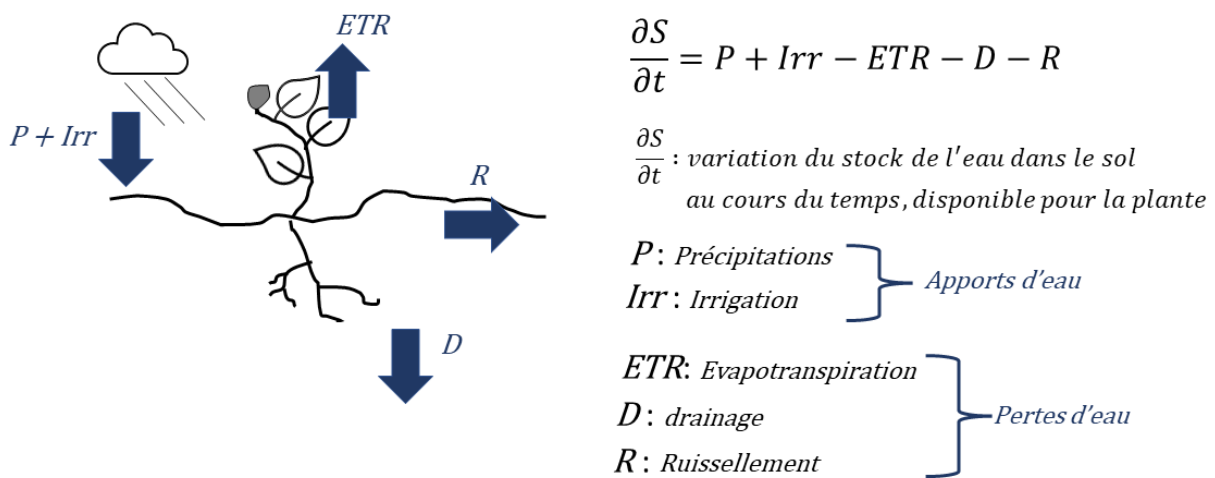 ETR
P + Irr
R
D
∂S/∂t = P + Irr − ETR − D − R
∂S/∂t : variation du stock de l'eau dans le sol
au cours du temps, disponible pour la plante
P: Précipitations
Irr: Irrigation
Apports d'eau
ETR: Evapotranspiration
D: drainage
R: Ruissellement
Pertes d'eau